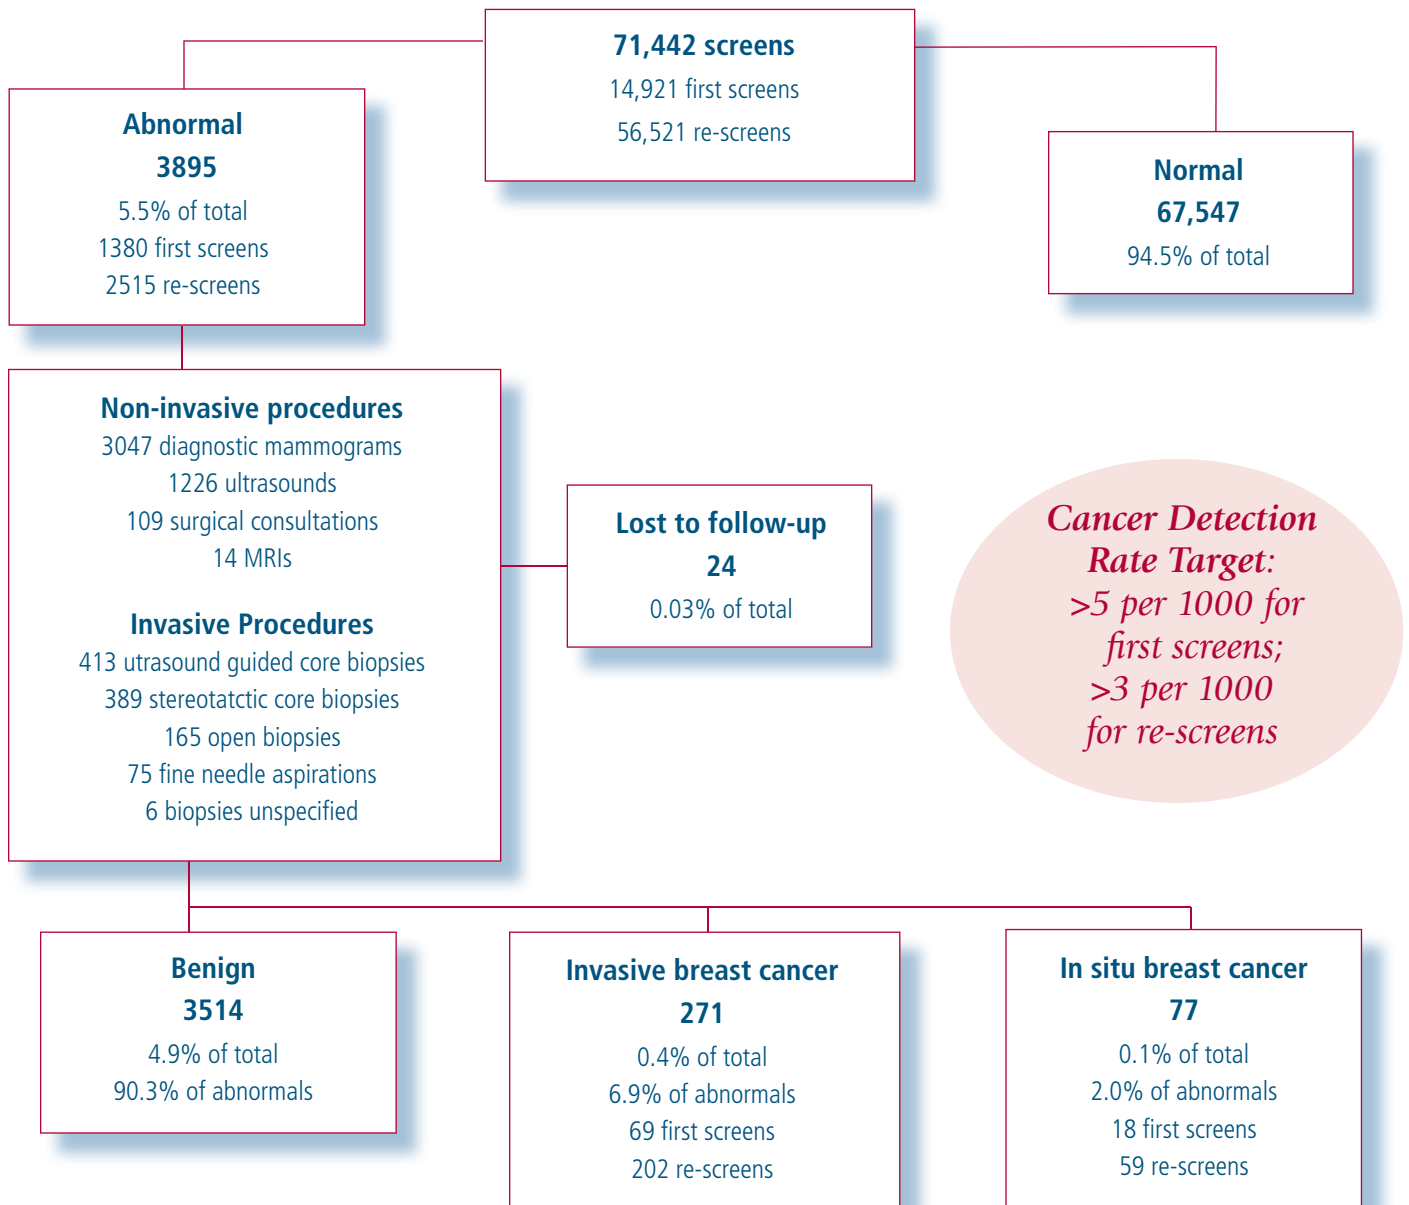 71,442 screens
14,921 first screens
56,521 re-screens
Abnormal
3895
5.5% of total
1380 first screens
2515 re-screens
Normal
67,547
94.5% of total
Non-invasive procedures
3047 diagnostic mammograms
1226 ultrasounds
109 surgical consultations
14 MRIs
Invasive Procedures
413 utrasound guided core biopsies
389 stereotatctic core biopsies
165 open biopsies
75 fine needle aspirations
6 biopsies unspecified
Lost to follow-up
24
0.03% of total
Cancer Detection
Rate Target:
>5 per 1000 for
first screens;
>3 per 1000
for re-screens
Benign
3514
4.9% of total
90.3% of abnormals
Invasive breast cancer
271
0.4% of total
6.9% of abnormals
69 first screens
202 re-screens
In situ breast cancer
77
0.1% of total
2.0% of abnormals
18 first screens
59 re-screens